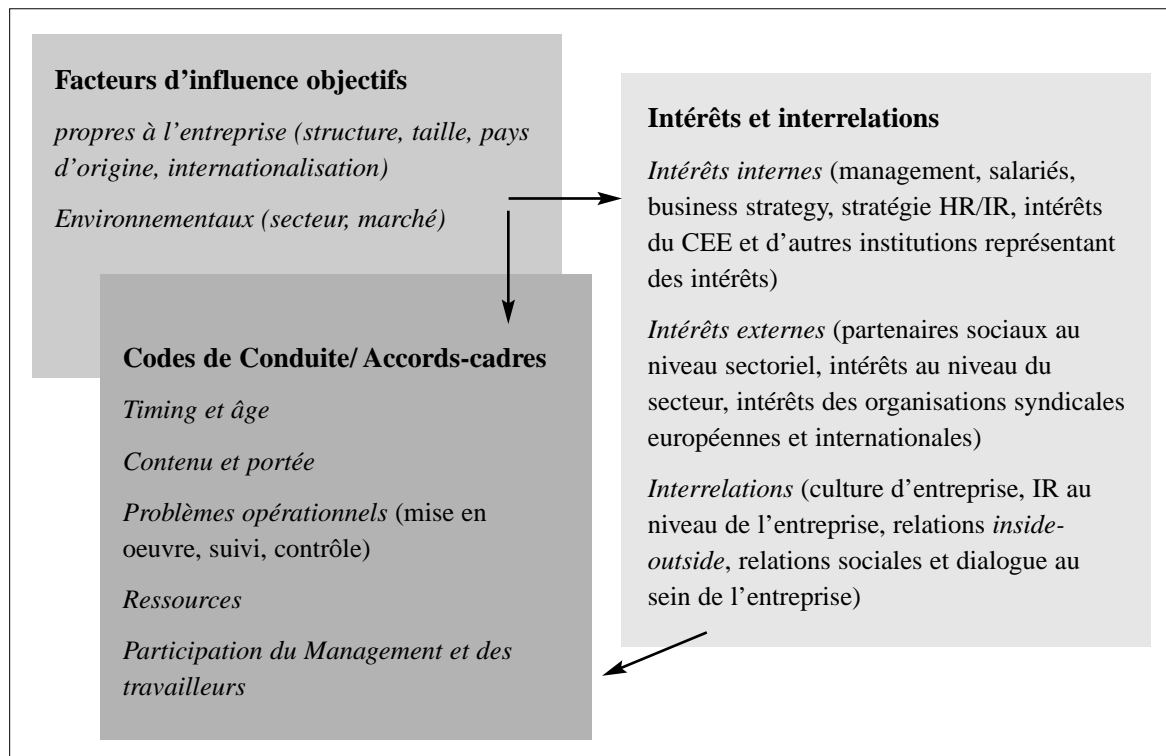 Facteurs d’influence objectifs
propres à l’entreprise (structure, taille, pays
d’origine, internationalisation)
Environnementaux (secteur, marché)
Codes de Conduite/ Accords-cadres
Timing et âge
Contenu et portée
Problèmes opérationnels (mise en
oeuvre, suivi, contrôle)
Ressources
Participation du Management et des
travailleurs
Intérêts et interrelations
Intérêts internes (management, salariés,
business strategy, stratégie HR/IR, intérêts
du CEE et d’autres institutions représentant
des intérêts)
Intérêts externes (partenaires sociaux au
niveau sectoriel, intérêts au niveau du
secteur, intérêts des organisations syndicales
européennes et internationales)
Interrelations (culture d’entreprise, IR au
niveau de l’entreprise, relations inside-
outside, relations sociales et dialogue au
sein de l’entreprise)